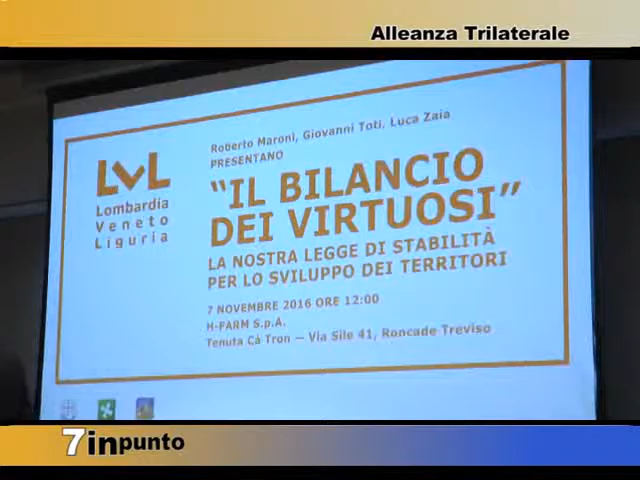 Alleanza Trilaterale
Roberto Maroni, Giovanni Toti, Luca Zaia
PRESENTANO
LVL
Lombardia
Veneto
Liguria
“IL BILANCIO
DEI VIRTUOSI”
LA NOSTRA LEGGE DI STABILITÀ
PER LO SVILUPPO DEI TERRITORI
7 NOVEMBRE 2016 ORE 12:00
H-FARM S.p.A.
Tenuta Cà Tron — Via Sile 41, Roncade Treviso
7inpunto